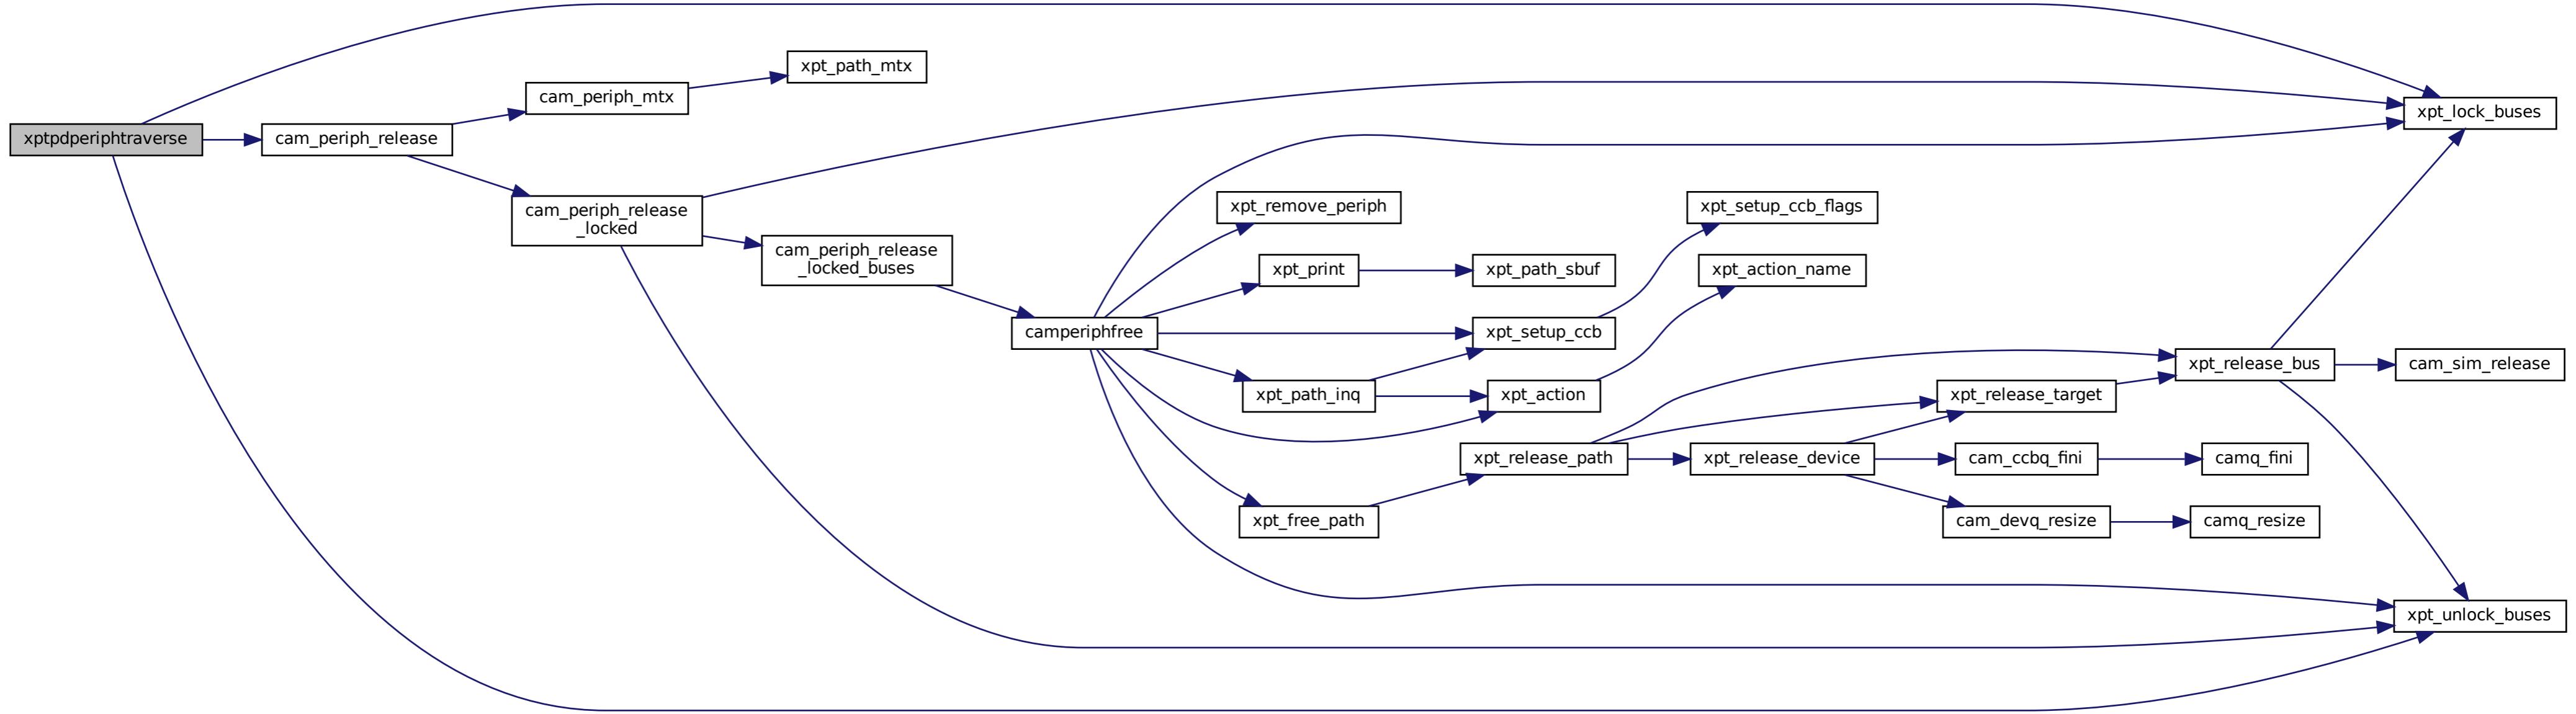 xptpdperiphtraverse
cam_periph_release
cam_periph_mtx
xpt_path_mtx
cam_periph_release
_locked
cam_periph_release
_locked_buses
camperiphfree
xpt_remove_periph
xpt_print
xpt_path_sbuf
xpt_setup_ccb
xpt_setup_ccb_flags
xpt_path_inq
xpt_action
xpt_action_name
xpt_free_path
xpt_release_path
xpt_release_device
xpt_release_target
cam_ccbq_fini
camq_fini
cam_devq_resize
camq_resize
xpt_release_bus
cam_sim_release
xpt_lock_buses
xpt_unlock_buses